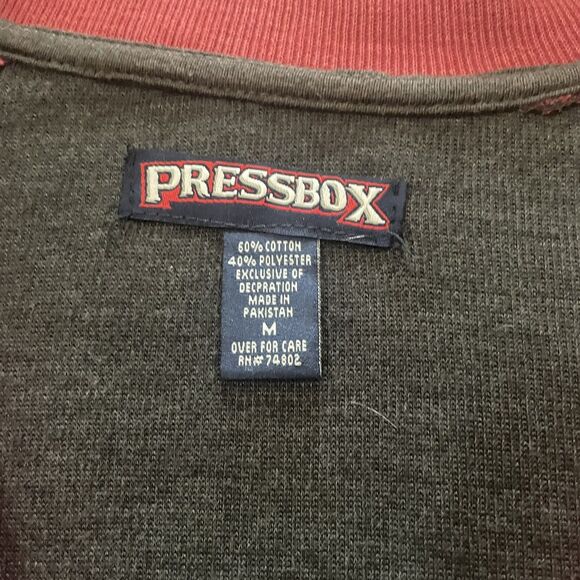 PRESSBOX
60% COTTON
40% POLYESTER
EXCLUSIVE OF
DECPRATION
MADE IN
PAKISTAN
M
OVER FOR CARE
RN# 74802